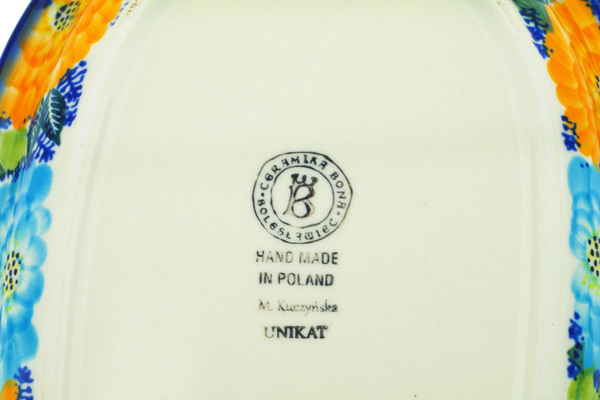 CERAMIKA BONA
BOLESŁAWIEC
B
HAND MADE
IN POLAND
M. Kuczyńska
UNIKAT